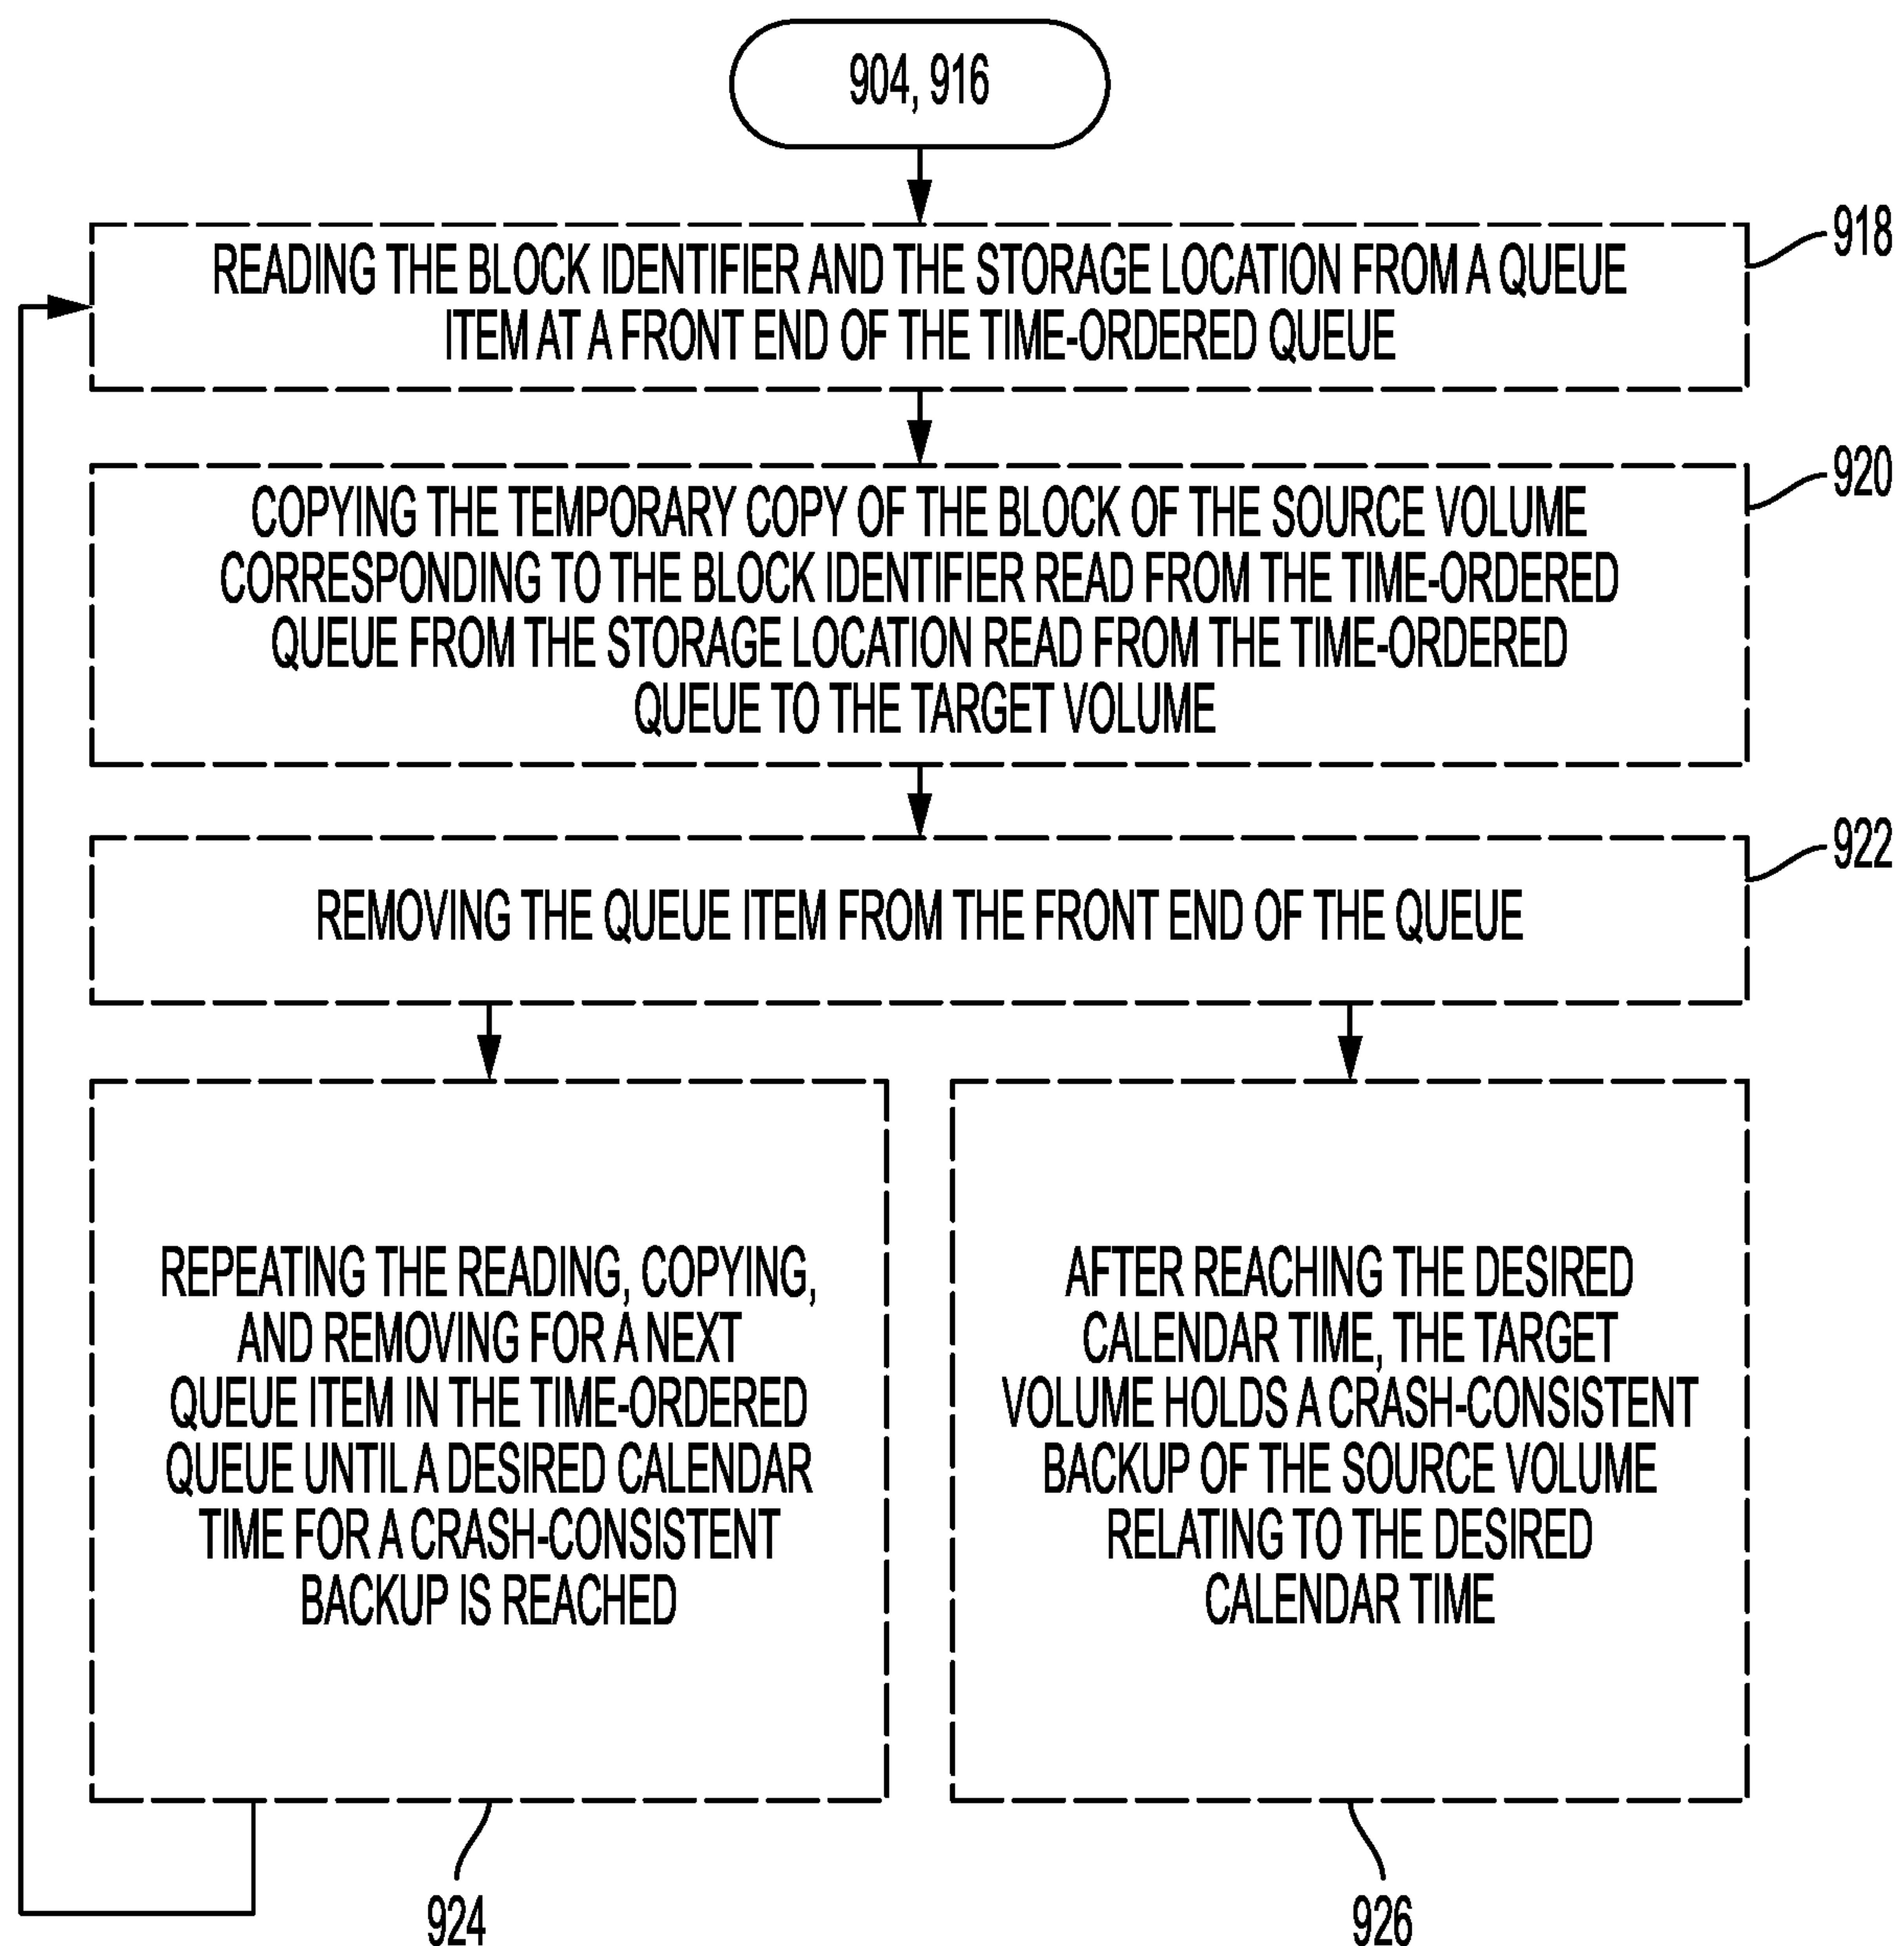 904, 916
READING THE BLOCK IDENTIFIER AND THE STORAGE LOCATION FROM A QUEUE
ITEM AT A FRONT END OF THE TIME-ORDERED QUEUE
918
COPYING THE TEMPORARY COPY OF THE BLOCK OF THE SOURCE VOLUME
CORRESPONDING TO THE BLOCK IDENTIFIER READ FROM THE TIME-ORDERED
QUEUE FROM THE STORAGE LOCATION READ FROM THE TIME-ORDERED
QUEUE TO THE TARGET VOLUME
920
REMOVING THE QUEUE ITEM FROM THE FRONT END OF THE QUEUE
922
REPEATING THE READING, COPYING,
AND REMOVING FOR A NEXT
QUEUE ITEM IN THE TIME-ORDERED
QUEUE UNTIL A DESIRED CALENDAR
TIME FOR A CRASH-CONSISTENT
BACKUP IS REACHED
924
AFTER REACHING THE DESIRED
CALENDAR TIME, THE TARGET
VOLUME HOLDS A CRASH-CONSISTENT
BACKUP OF THE SOURCE VOLUME
RELATING TO THE DESIRED
CALENDAR TIME
926